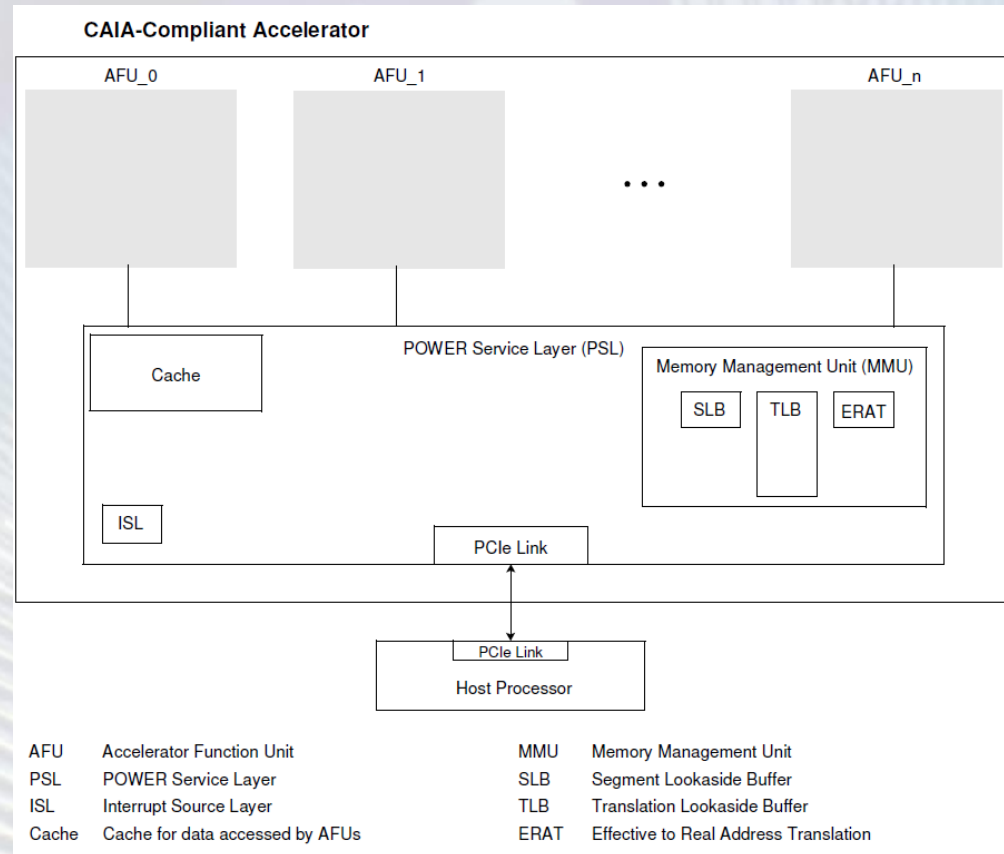 CAIA-Compliant Accelerator
AFU_0 AFU_1 AFU_n
...
POWER Service Layer (PSL)
Cache
Memory Management Unit (MMU)
SLB TLB ERAT
ISL
PCIe Link
PCIe Link
Host Processor
AFU Accelerator Function Unit
PSL POWER Service Layer
ISL Interrupt Source Layer
Cache Cache for data accessed by AFUs
MMU Memory Management Unit
SLB Segment Lookaside Buffer
TLB Translation Lookaside Buffer
ERAT Effective to Real Address Translation